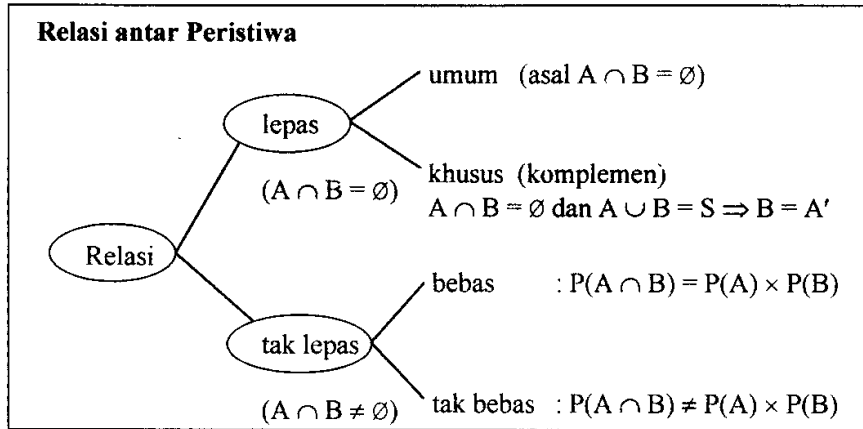 Relasi antar Peristiwa
umum (asal A ∩ B = ∅)
lepas
(A ∩ B = ∅)
khusus (komplemen)
A ∩ B = ∅ dan A ∪ B = S ⇒ B = A′
Relasi
bebas : P(A ∩ B) = P(A) × P(B)
tak lepas
(A ∩ B ≠ ∅)
tak bebas : P(A ∩ B) ≠ P(A) × P(B)